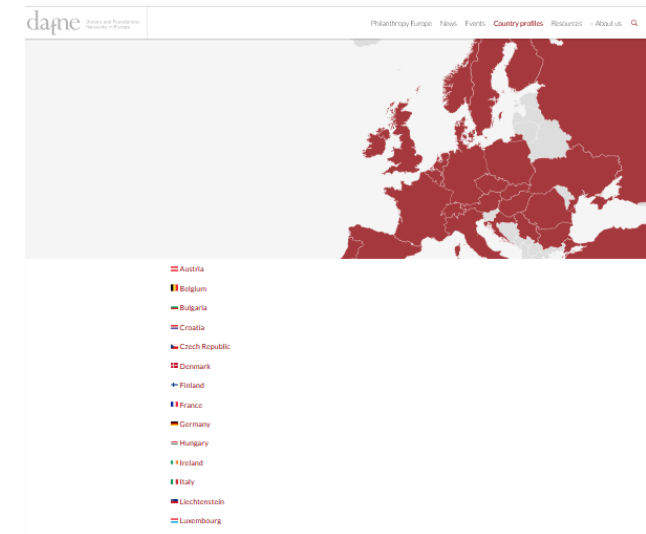 dafne Donors and Foundations Networks in Europe
Philanthropy Europe News Events Country profiles Resources About us
Austria
Belgium
Bulgaria
Croatia
Czech Republic
Denmark
Finland
France
Germany
Hungary
Ireland
Italy
Liechtenstein
Luxembourg